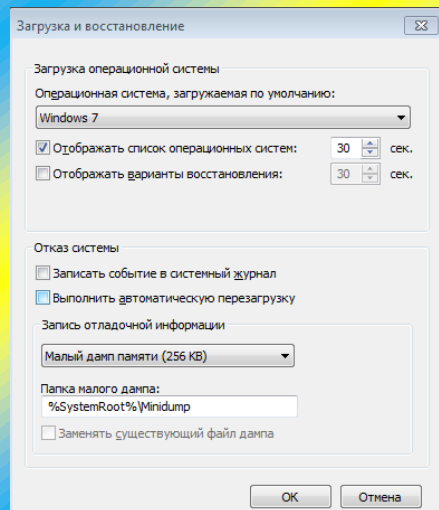 Загрузка и восстановление
Загрузка операционной системы
Операционная система, загружаемая по умолчанию:
Windows 7
Отображать список операционных систем: 30 сек.
Отображать варианты восстановления: 30 сек.
Отказ системы
Записать событие в системный журнал
Выполнить автоматическую перезагрузку
Запись отладочной информации
Малый дамп памяти (256 KB)
Папка малого дампа:
%SystemRoot%\Minidump
Заменять существующий файл дампа
ОК Отмена